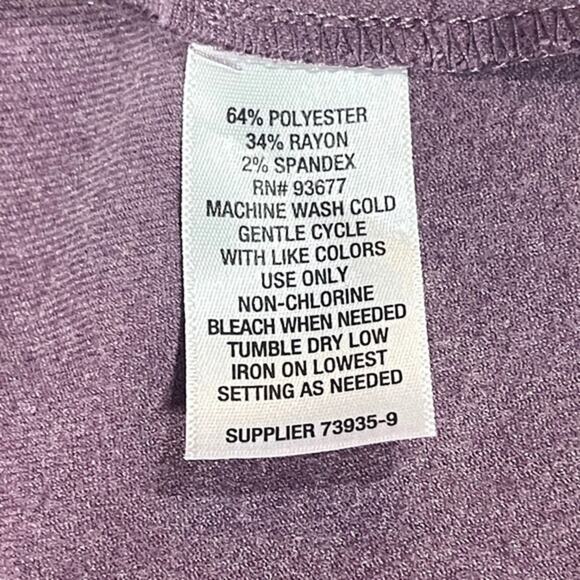 64% POLYESTER
34% RAYON
2% SPANDEX
RN# 93677
MACHINE WASH COLD
GENTLE CYCLE
WITH LIKE COLORS
USE ONLY
NON-CHLORINE
BLEACH WHEN NEEDED
TUMBLE DRY LOW
IRON ON LOWEST
SETTING AS NEEDED
SUPPLIER 73935-9